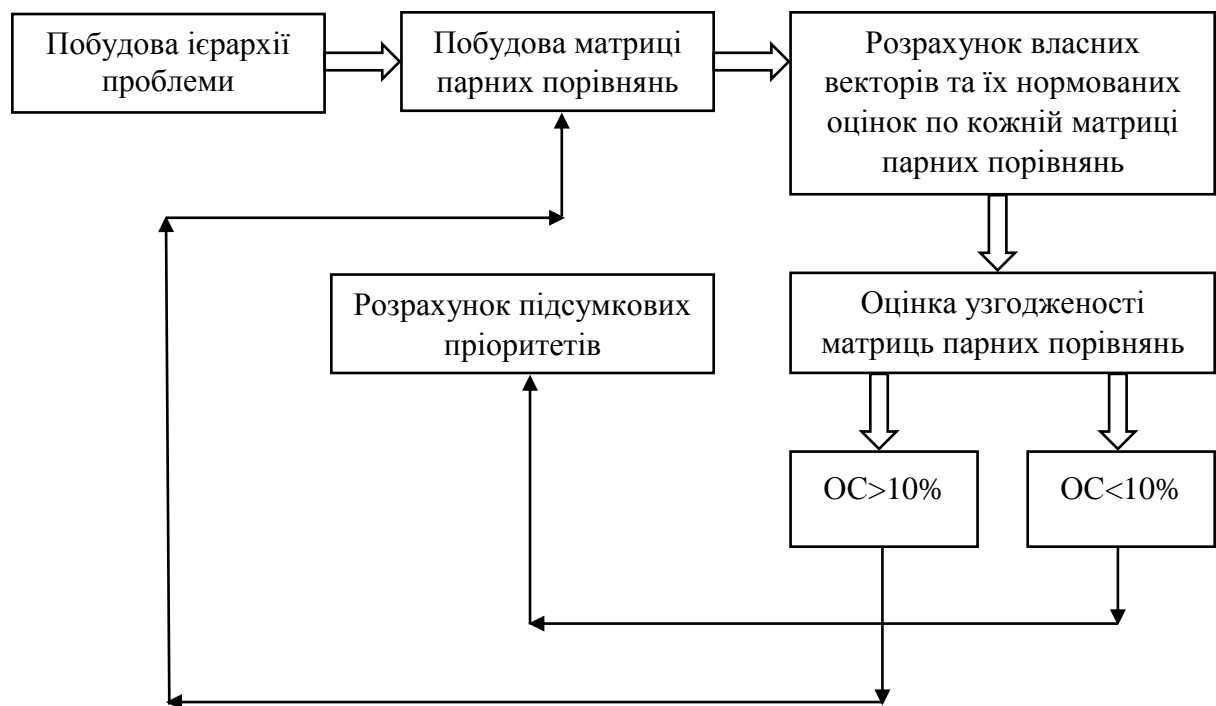 Побудова ієрархії
проблеми
Побудова матриці
парних порівнянь
Розрахунок власних
векторів та їх нормованих
оцінок по кожній матриці
парних порівнянь
Розрахунок підсумкових
пріоритетів
Оцінка узгодженості
матриць парних порівнянь
ОС>10%
ОС<10%